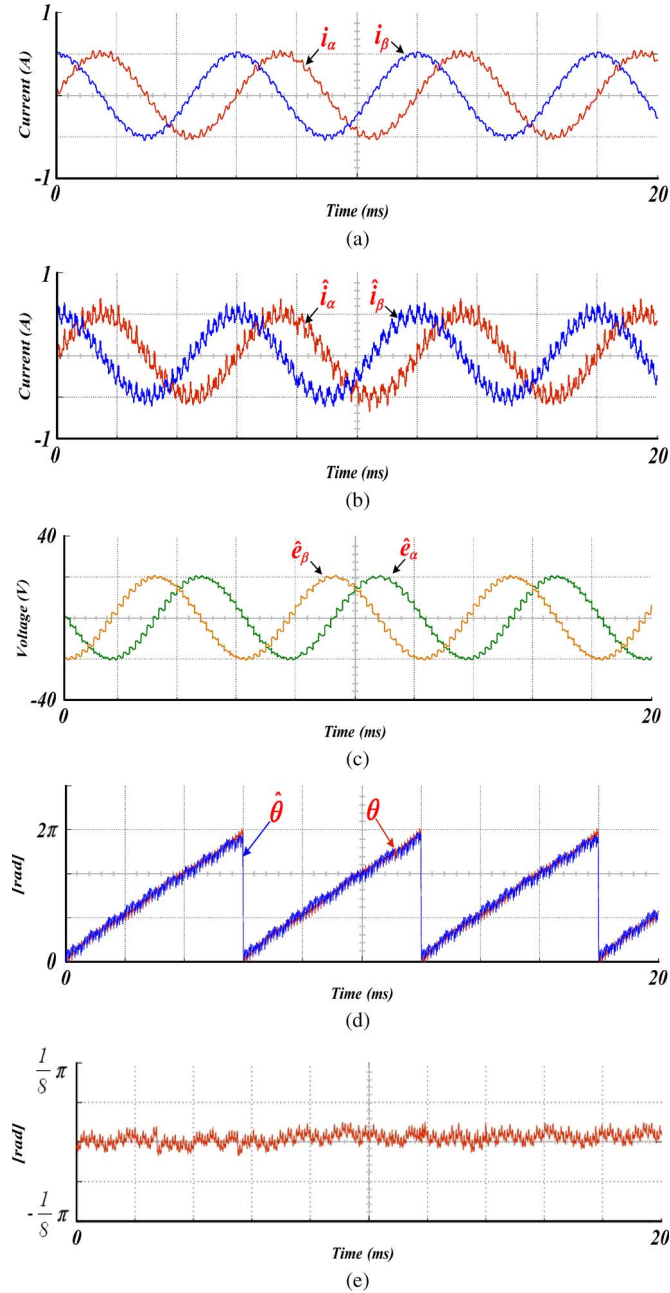 1
Current (A)
iα
iβ
-1
0
20
Time (ms)
(a)
1
Current (A)
îα
îβ
-1
0
20
Time (ms)
(b)
40
Voltage (V)
êβ
êα
-40
0
20
Time (ms)
(c)
2π
[rad]
θ̂
θ
0
0
20
Time (ms)
(d)
1/8 π
[rad]
-1/8 π
0
20
Time (ms)
(e)